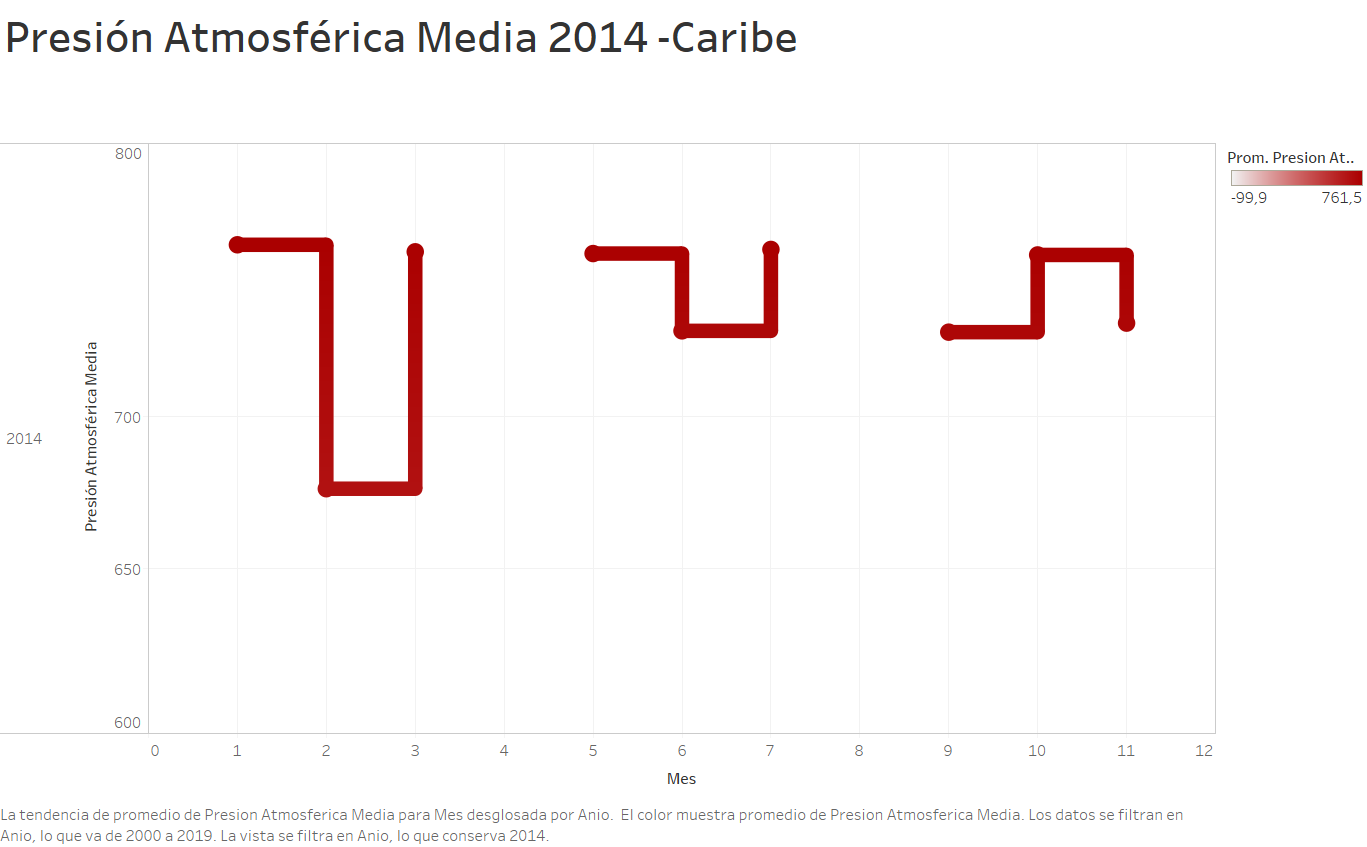 Presión Atmosférica Media 2014 -Caribe
Prom. Presion At..
-99,9 761,5
800
700
650
600
2014
Presión Atmosférica Media
0 1 2 3 4 5 6 7 8 9 10 11 12
Mes
La tendencia de promedio de Presion Atmosferica Media para Mes desglosada por Anio.  El color muestra promedio de Presion Atmosferica Media. Los datos se filtran en
Anio, lo que va de 2000 a 2019. La vista se filtra en Anio, lo que conserva 2014.